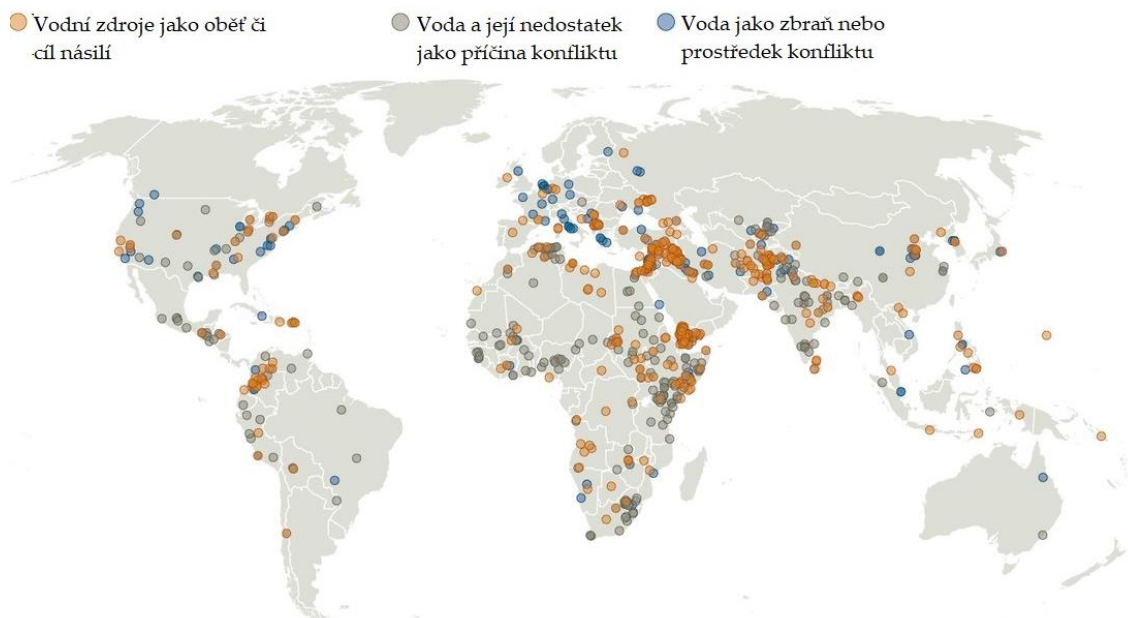 Vodní zdroje jako oběť či
cíl násilí
Voda a její nedostatek
jako příčina konfliktu
Voda jako zbraň nebo
prostředek konfliktu